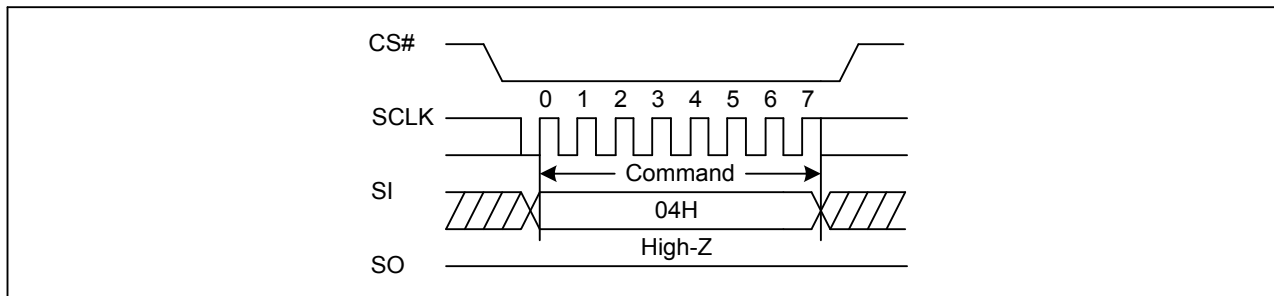 CS#
0 1 2 3 4 5 6 7
SCLK
Command
SI
04H
High-Z
SO